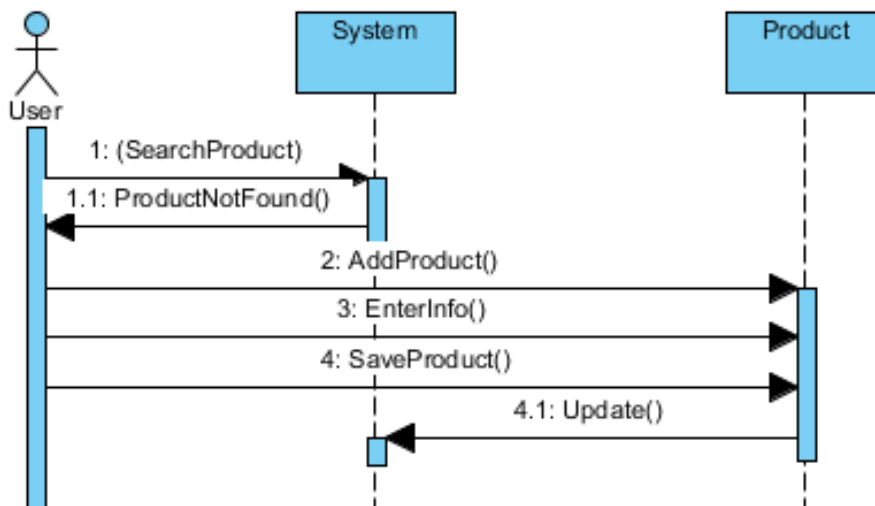 System
Product
User
1: (SearchProduct)
1.1: ProductNotFound()
2: AddProduct()
3: EnterInfo()
4: SaveProduct()
4.1: Update()